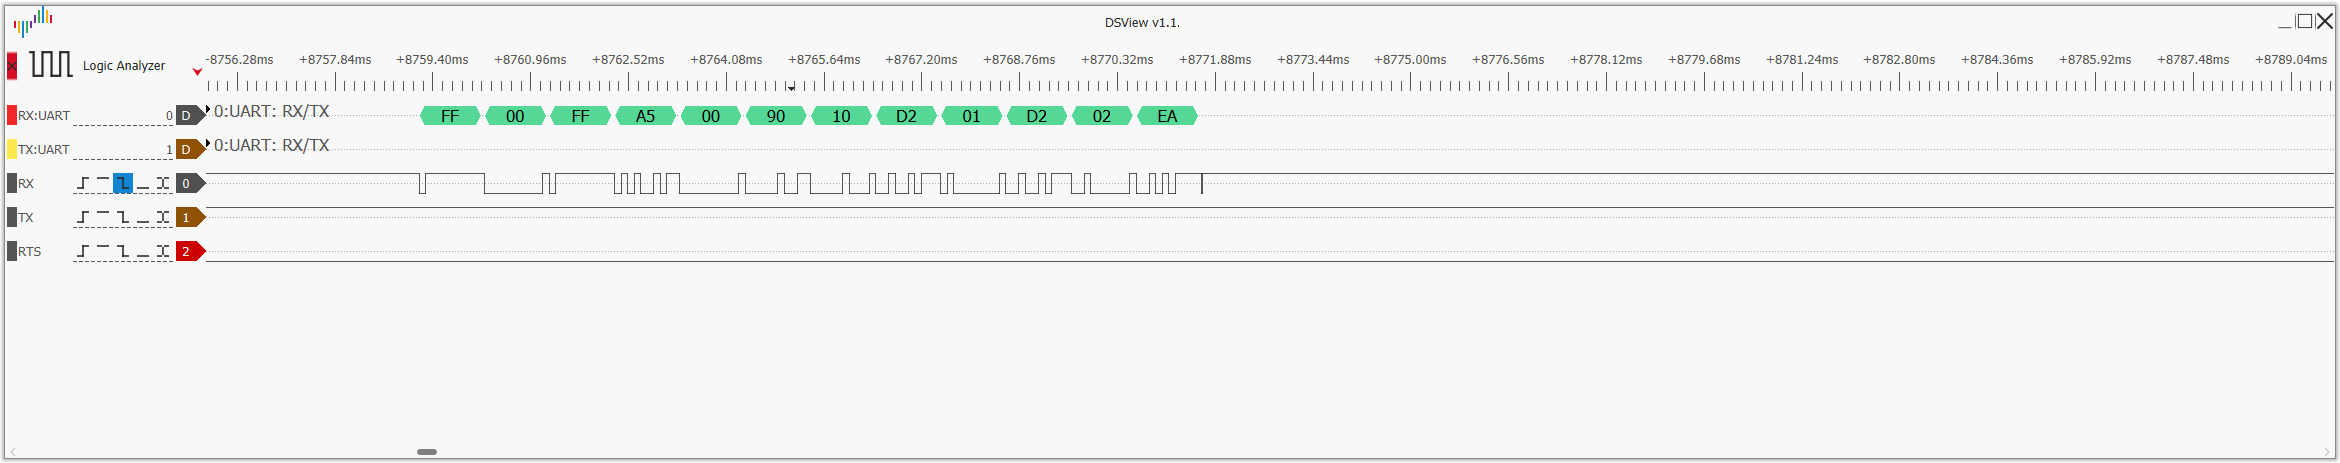 DSView v1.1.
Logic Analyzer
-8756.28ms +8757.84ms +8759.40ms +8760.96ms +8762.52ms +8764.08ms +8765.64ms +8767.20ms +8768.76ms +8770.32ms +8771.88ms +8773.44ms +8775.00ms +8776.56ms +8778.12ms +8779.68ms +8781.24ms +8782.80ms +8784.36ms +8785.92ms +8787.48ms +8789.04ms
RX:UART 0 D 0:UART: RX/TX FF 00 FF A5 00 90 10 D2 01 D2 02 EA
TX:UART 1 D 0:UART: RX/TX
RX 0
TX 1
RTS 2